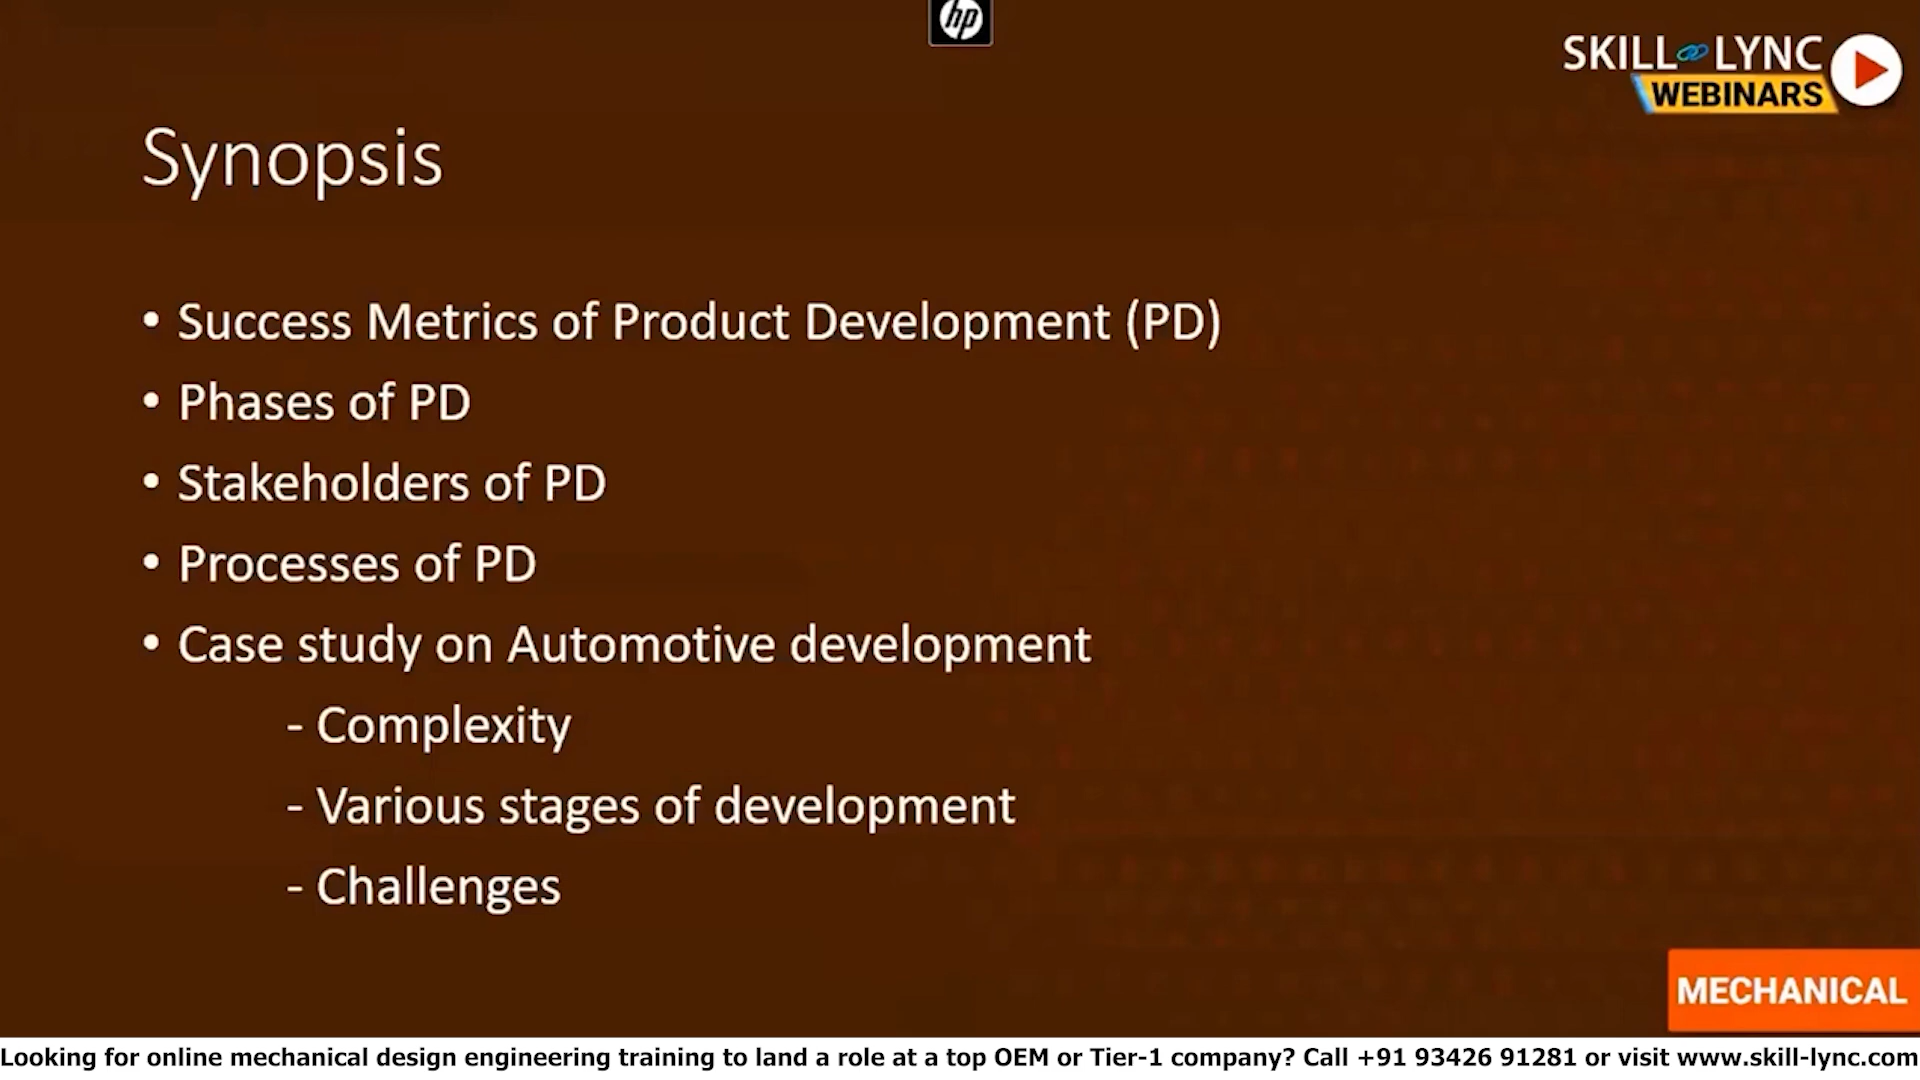 hp
SKILL LYNC
WEBINARS
Synopsis
• Success Metrics of Product Development (PD)
• Phases of PD
• Stakeholders of PD
• Processes of PD
• Case study on Automotive development
- Complexity
- Various stages of development
- Challenges
MECHANICAL
Looking for online mechanical design engineering training to land a role at a top OEM or Tier-1 company? Call +91 93426 91281 or visit www.skill-lync.com